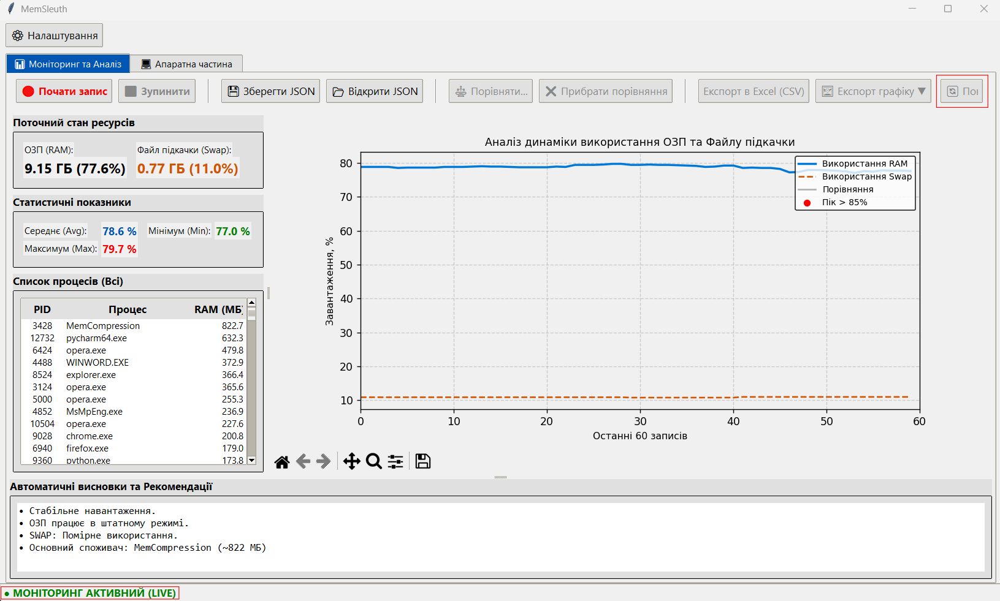 MemSleuth
Налаштування
Моніторинг та Аналіз
Апаратна частина
Почати запис
Зупинити
Зберегти JSON
Відкрити JSON
Порівняти...
Прибрати порівняння
Експорт в Excel (CSV)
Експорт графіку ▼
Поточний стан ресурсів
ОЗП (RAM):
Файл підкачки (Swap):
9.15 ГБ (77.6%)
0.77 ГБ (11.0%)
Статистичні показники
Середнє (Avg): 78.6 % Мінімум (Min): 77.0 %
Максимум (Max): 79.7 %
Список процесів (Всі)
PID Процес RAM (МБ)
3428 MemCompression 822.7
12732 pycharm64.exe 632.3
6424 opera.exe 479.8
4488 WINWORD.EXE 372.9
8524 explorer.exe 366.4
3124 opera.exe 365.6
5000 opera.exe 255.3
4852 MsMpEng.exe 236.9
10504 opera.exe 227.6
9028 chrome.exe 200.8
6940 firefox.exe 179.0
9360 python.exe 173.8
Аналіз динаміки використання ОЗП та Файлу підкачки
Використання RAM
Використання Swap
Порівняння
Пік > 85%
Завантаження, %
80
70
60
50
40
30
20
10
0 10 20 30 40 50 60
Останні 60 записів
Автоматичні висновки та Рекомендації
• Стабільне навантаження.
• ОЗП працює в штатному режимі.
• SWAP: Помірне використання.
• Основний споживач: MemCompression (~822 МБ)
● МОНІТОРИНГ АКТИВНИЙ (LIVE)